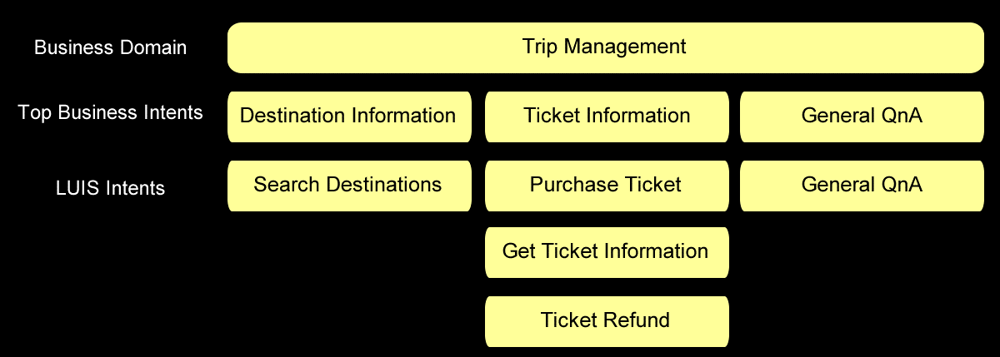 Business Domain
Trip Management
Top Business Intents
Destination Information
Ticket Information
General QnA
LUIS Intents
Search Destinations
Purchase Ticket
General QnA
Get Ticket Information
Ticket Refund